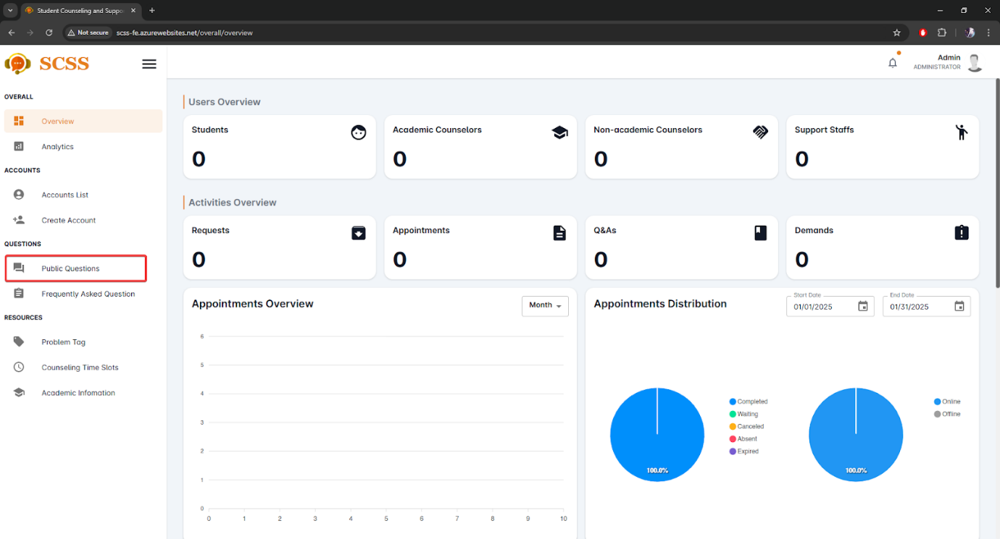 Student Counseling and Suppo
Not secure
scss-fe.azurewebsites.net/overall/overview
SCSS
Admin
ADMINISTRATOR
OVERALL
Overview
Analytics
ACCOUNTS
Accounts List
Create Account
QUESTIONS
Public Questions
Frequently Asked Question
RESOURCES
Problem Tag
Counseling Time Slots
Academic Infomation
Users Overview
Students
0
Academic Counselors
0
Non-academic Counselors
0
Support Staffs
0
Activities Overview
Requests
0
Appointments
0
Q&As
0
Demands
0
Appointments Overview
Month
6
5
4
3
2
1
0
0 1 2 3 4 5 6 7 8 9 10
Appointments Distribution
Start Date
01/01/2025
End Date
01/31/2025
100.0%
Completed
Waiting
Canceled
Absent
Expired
100.0%
Online
Offline